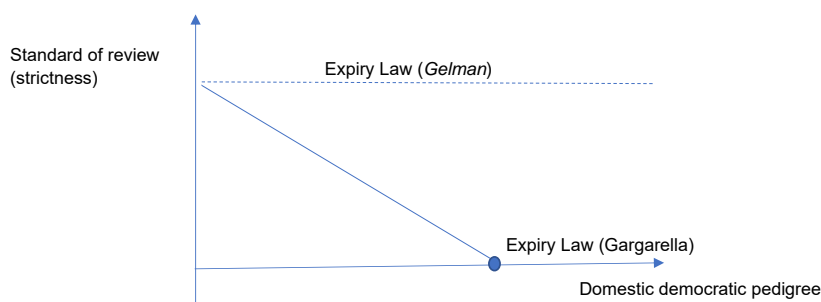 Standard of review
(strictness)
Expiry Law (Gelman)
Expiry Law (Gargarella)
Domestic democratic pedigree